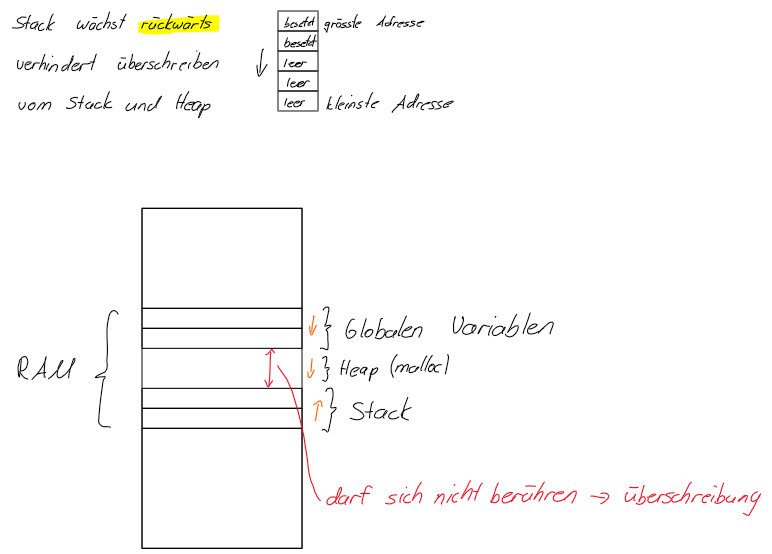 Stack wächst rückwärts
verhindert überschreiben
vom Stack und Heap
besetzt grösste Adresse
besetzt
leer
leer
leer kleinste Adresse
RAM
Globalen Variablen
Heap (malloc)
Stack
darf sich nicht berühren → überschreibung